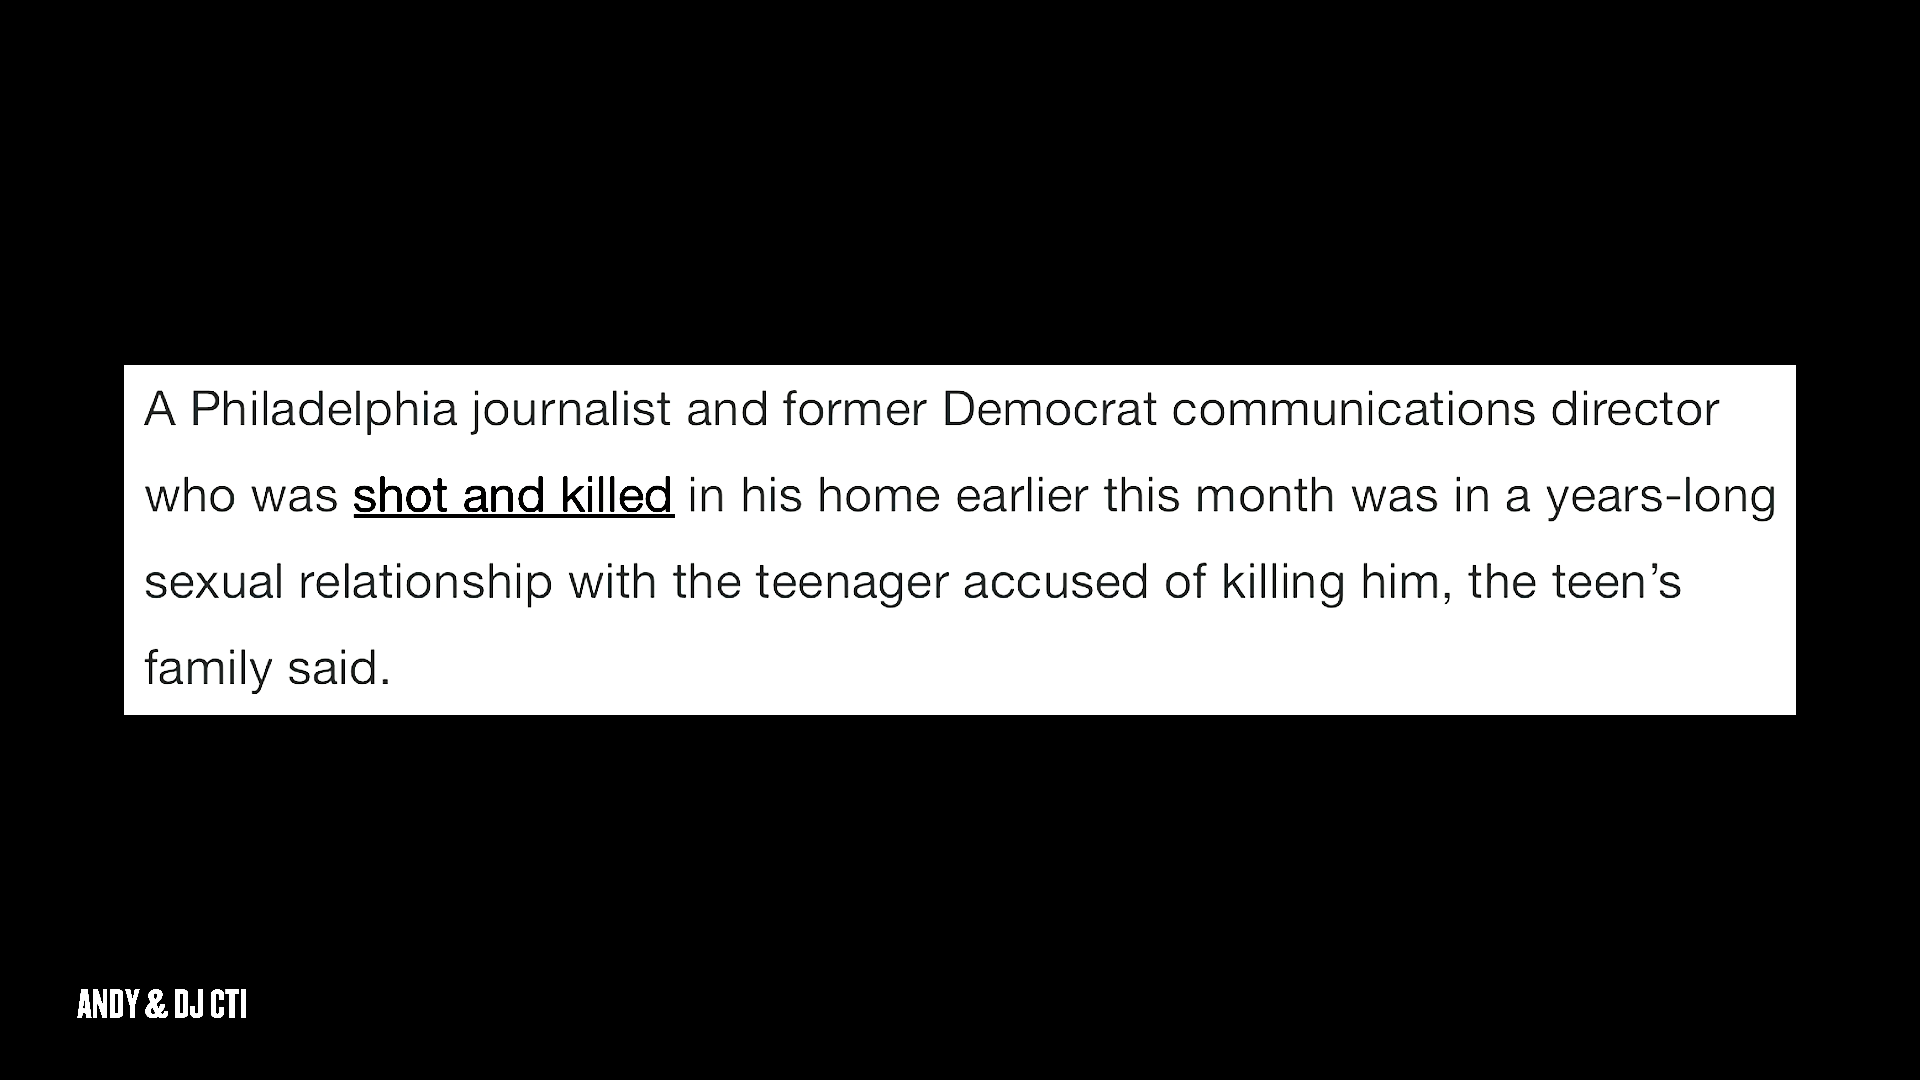 A Philadelphia journalist and former Democrat communications director
who was shot and killed in his home earlier this month was in a years-long
sexual relationship with the teenager accused of killing him, the teen’s
family said.
ANDY & DJ CTI